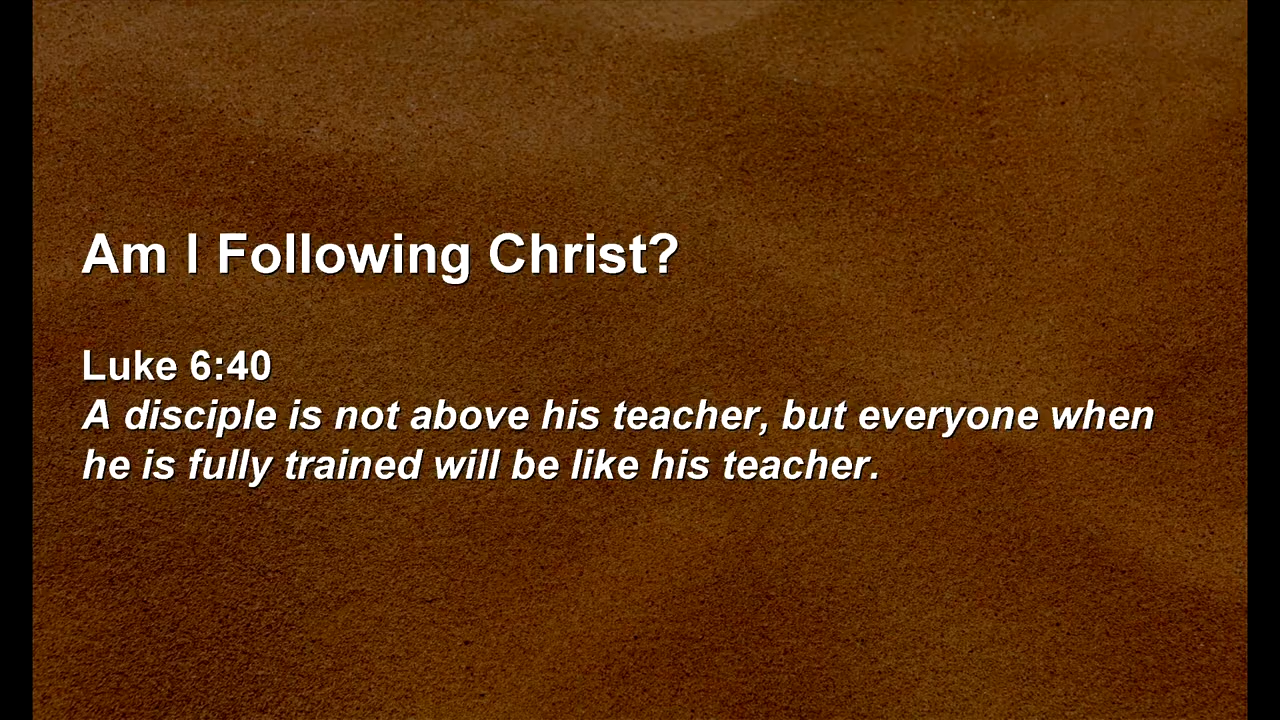 Am I Following Christ?
Luke 6:40
A disciple is not above his teacher, but everyone when
he is fully trained will be like his teacher.